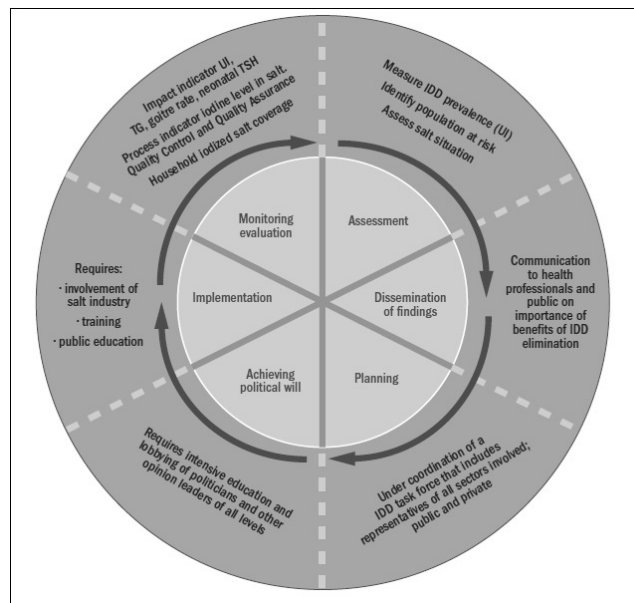 Impact indicator UI,
TG, goitre rate, neonatal TSH
Process indicator iodine level in salt.
Quality Control and Quality Assurance
Household iodized salt coverage
Measure IDD prevalence (UI)
Identify population at risk
Assess salt situation
Monitoring
evaluation
Assessment
Requires:
· involvement of
salt industry
· training
· public education
Implementation
Dissemination
of findings
Communication
to health
professionals and
public on
importance of
benefits of IDD
elimination
Achieving
political will
Planning
Requires intensive education and
lobbying of politicians and other
opinion leaders of all levels
Under coordination of a
IDD task force that includes
representatives of all sectors involved;
public and private